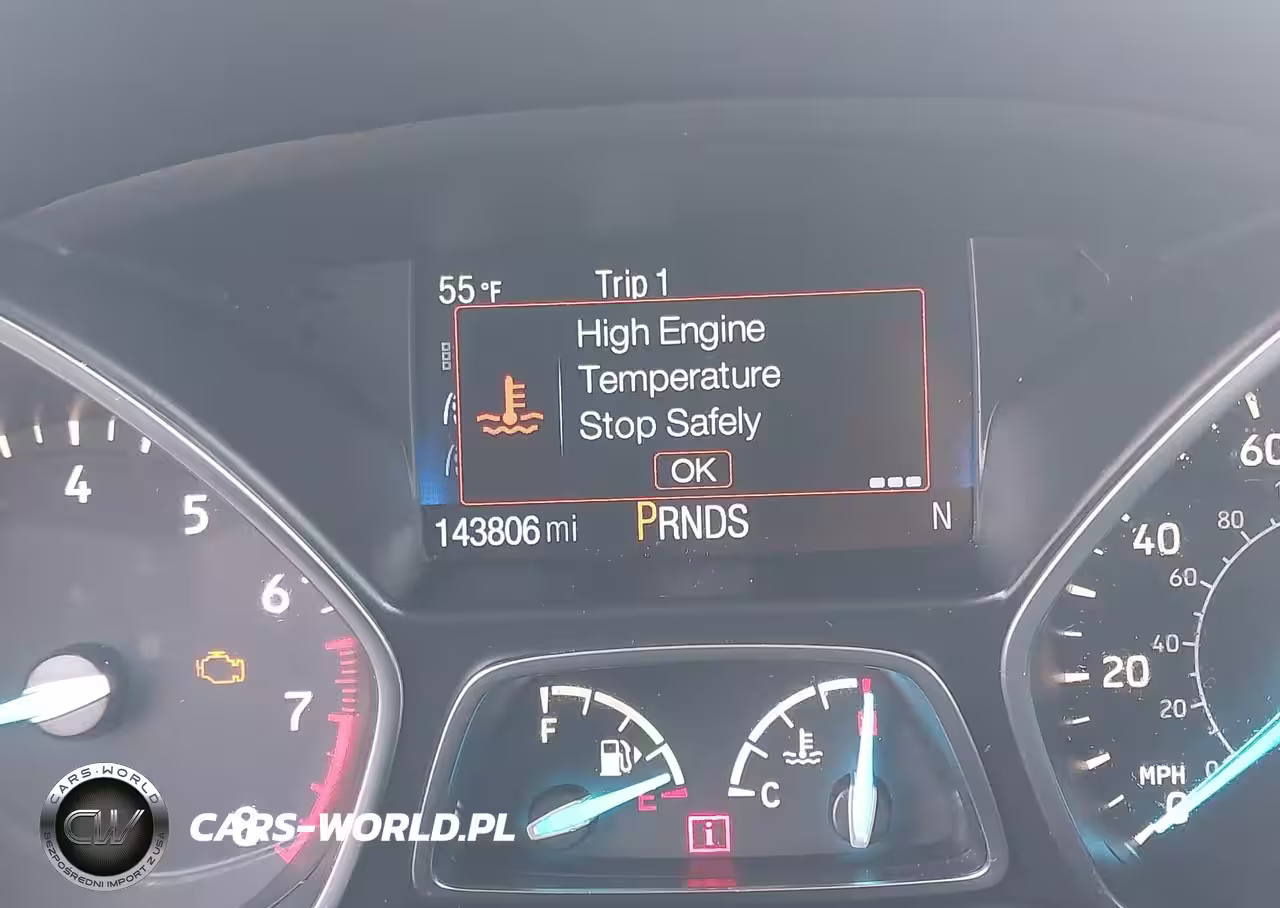 55 °F Trip 1
High Engine
Temperature
Stop Safely
OK
143806 mi PRNDS N
4
5
6
7
8
F
E
C
H
i
60
40
20
0
MPH
80
60
40
20
0
CARS-WORLD
CW
BEZPOŚREDNI IMPORT Z USA
CARS-WORLD.PL